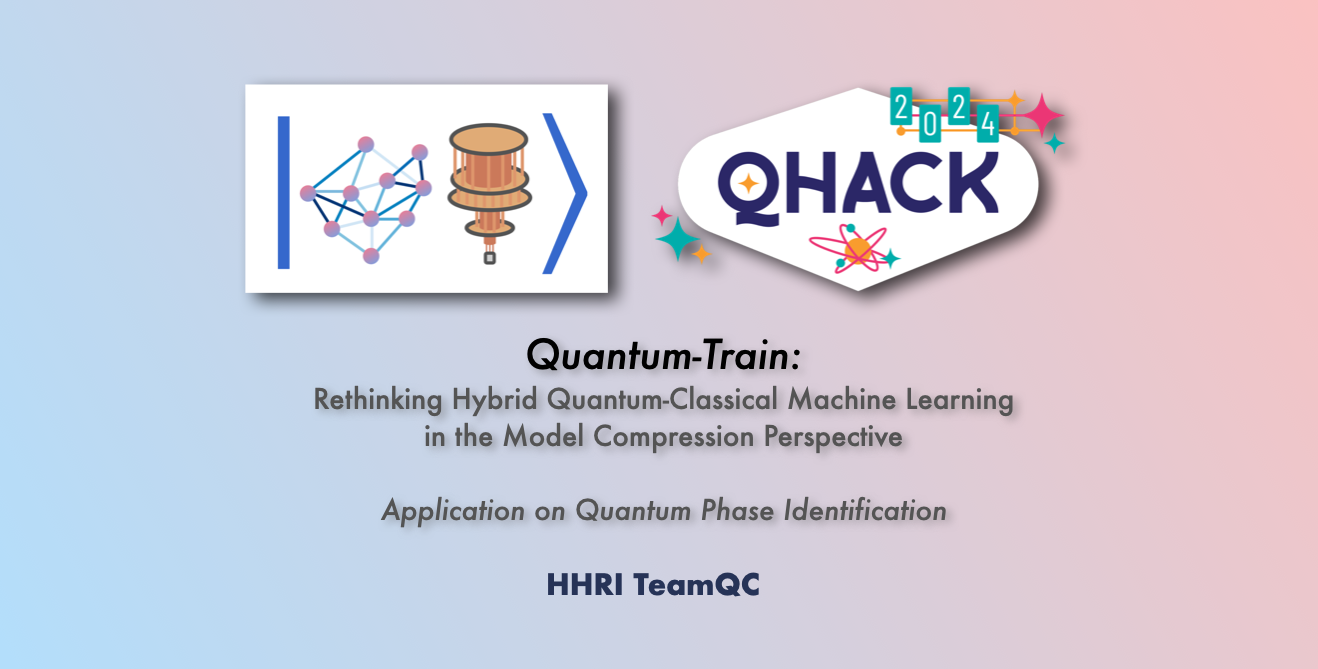 2024
QHACK
Quantum-Train:
Rethinking Hybrid Quantum-Classical Machine Learning
in the Model Compression Perspective
Application on Quantum Phase Identification
HHRI TeamQC